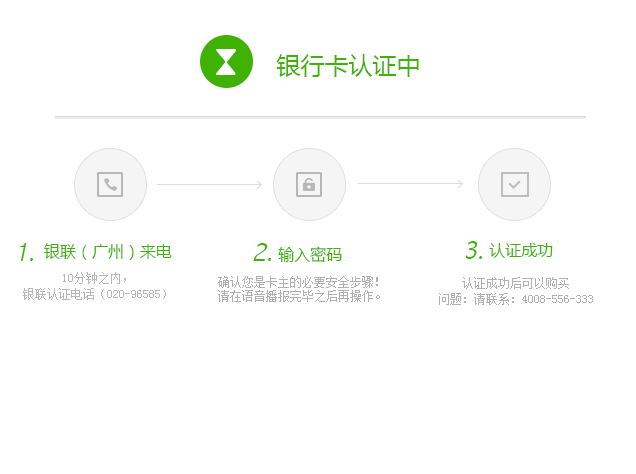 银行卡认证中
1. 银联（广州）来电
10分钟之内，
银联认证电话（020-96585）
2. 输入密码
确认您是卡主的必要安全步骤！
请在语音播报完毕之后再操作。
3. 认证成功
认证成功后可以购买
问题：请联系：4008-556-333